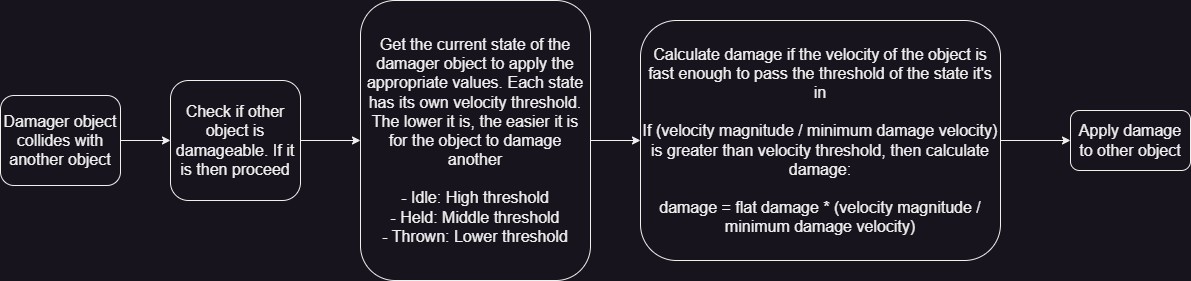 Damager object
collides with
another object
Check if other
object is
damageable. If it
is then proceed
Get the current state of the
damager object to apply the
appropriate values. Each state
has its own velocity threshold.
The lower it is, the easier it is
for the object to damage
another
- Idle: High threshold
- Held: Middle threshold
- Thrown: Lower threshold
Calculate damage if the velocity of the object is
fast enough to pass the threshold of the state it's
in
If (velocity magnitude / minimum damage velocity)
is greater than velocity threshold, then calculate
damage:
damage = flat damage * (velocity magnitude /
minimum damage velocity)
Apply damage
to other object